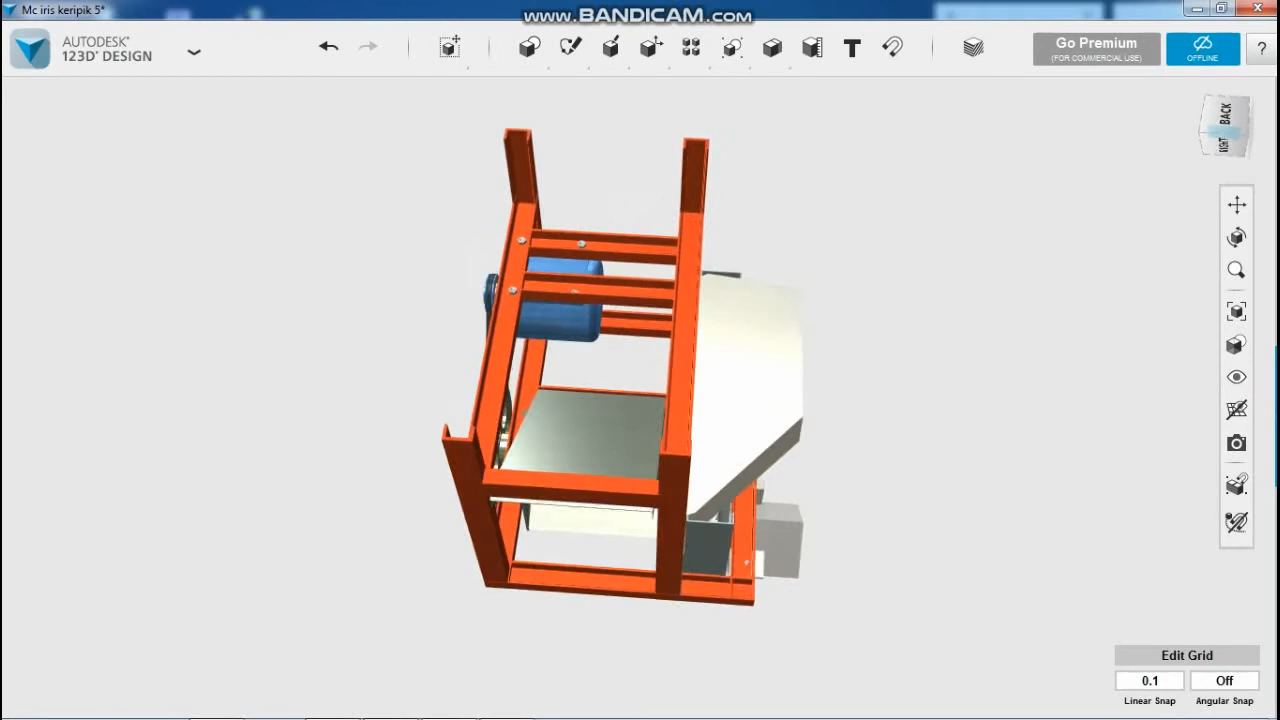 Mc iris keripik 5*
www.BANDICAM.com
AUTODESK®
123D® DESIGN
T
Go Premium
(FOR COMMERCIAL USE)
OFFLINE
?
BACK
RIGHT
Edit Grid
0.1
Off
Linear Snap
Angular Snap